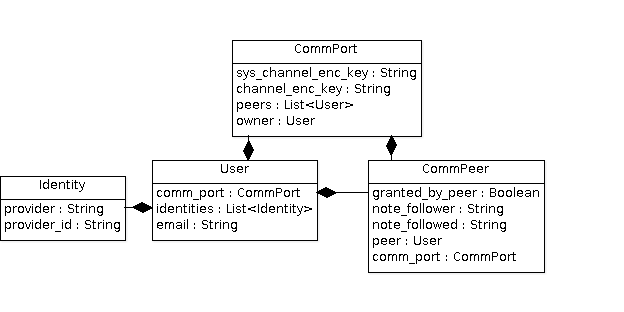 CommPort
sys_channel_enc_key : String
channel_enc_key : String
peers : List<User>
owner : User
User
comm_port : CommPort
identities : List<Identity>
email : String
CommPeer
granted_by_peer : Boolean
note_follower : String
note_followed : String
peer : User
comm_port : CommPort
Identity
provider : String
provider_id : String